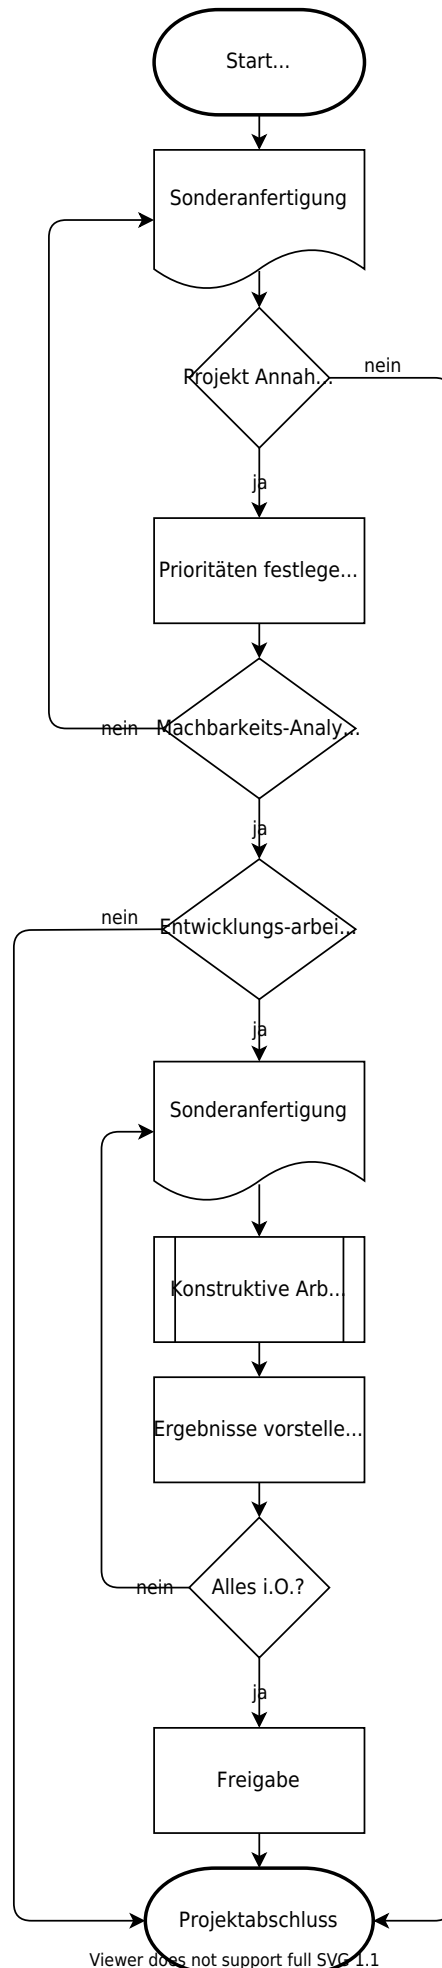 Start...
Sonderanfertigung
Projekt Annah...
nein
ja
Prioritäten festlege...
nein
Machbarkeits-Analy...
ja
nein
Entwicklungs-arbei...
ja
Sonderanfertigung
Konstruktive Arb...
Ergebnisse vorstelle...
nein
Alles i.O.?
ja
Freigabe
Projektabschluss
Viewer does not support full SVG 1.1